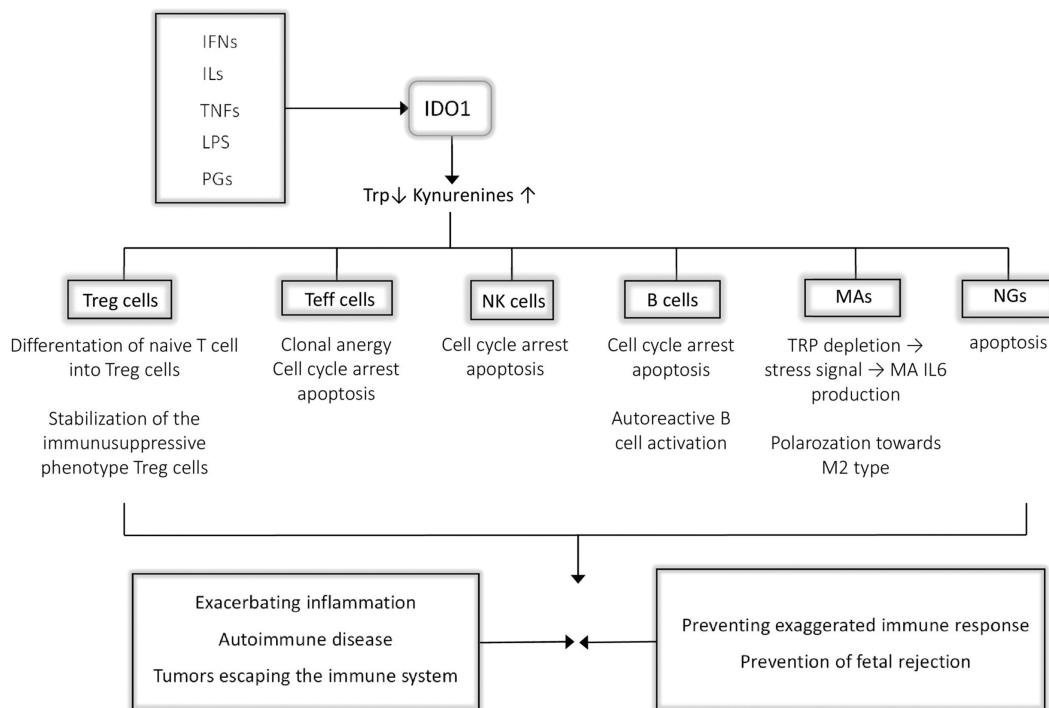 IFNs
ILs
TNFs
LPS
PGs
IDO1
Trp↓ Kynurenines ↑
Treg cells
Differentation of naive T cell
into Treg cells
Stabilization of the
immunusuppressive
phenotype Treg cells
Teff cells
Clonal anergy
Cell cycle arrest
apoptosis
NK cells
Cell cycle arrest
apoptosis
B cells
Cell cycle arrest
apoptosis
Autoreactive B
cell activation
MAs
TRP depletion →
stress signal → MA IL6
production
Polarozation towards
M2 type
NGs
apoptosis
Exacerbating inflammation
Autoimmune disease
Tumors escaping the immune system
Preventing exaggerated immune response
Prevention of fetal rejection